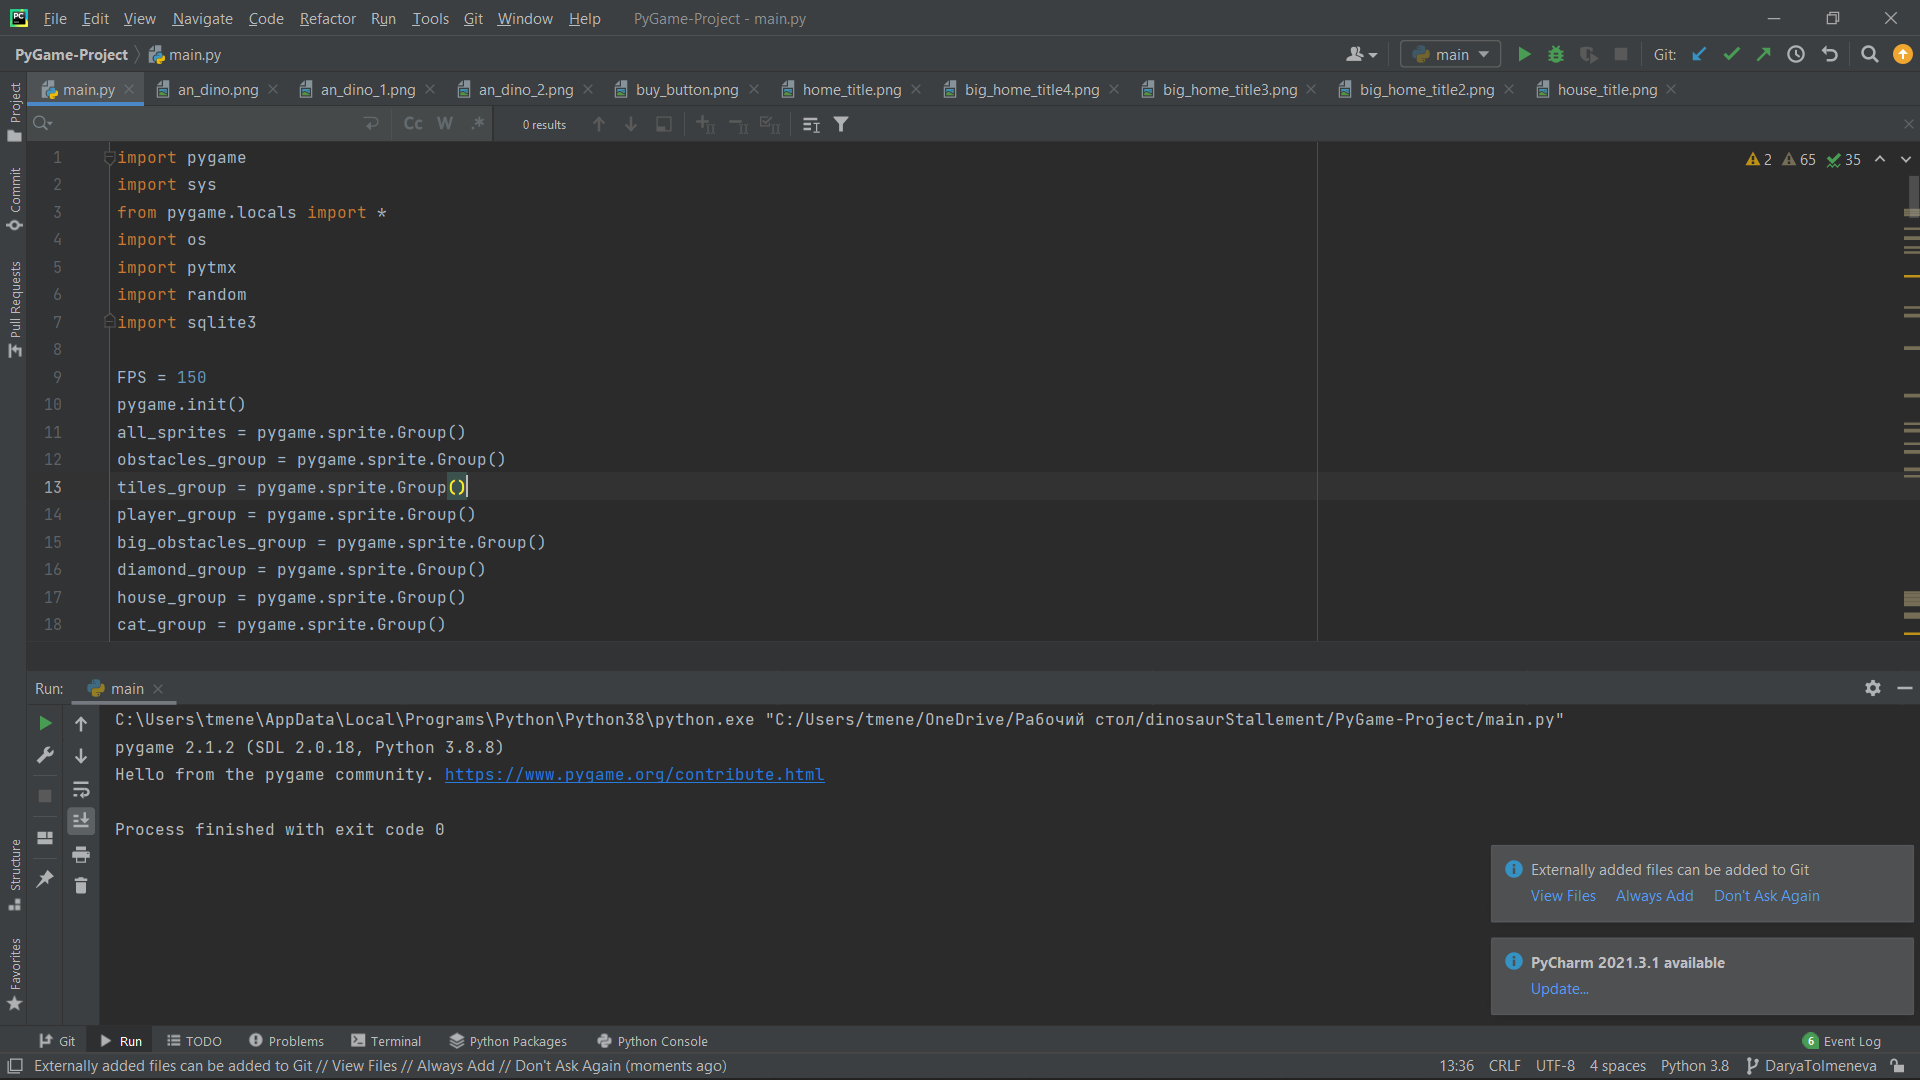 File Edit View Navigate Code Refactor Run Tools Git Window Help PyGame-Project - main.py
PyGame-Project main.py main Git:
main.py an_dino.png an_dino_1.png an_dino_2.png buy_button.png home_title.png big_home_title4.png big_home_title3.png big_home_title2.png house_title.png
Cc W .* 0 results
Project
Commit
Pull Requests
2 65 35
1 import pygame
2 import sys
3 from pygame.locals import *
4 import os
5 import pytmx
6 import random
7 import sqlite3
8
9 FPS = 150
10 pygame.init()
11 all_sprites = pygame.sprite.Group()
12 obstacles_group = pygame.sprite.Group()
13 tiles_group = pygame.sprite.Group()
14 player_group = pygame.sprite.Group()
15 big_obstacles_group = pygame.sprite.Group()
16 diamond_group = pygame.sprite.Group()
17 house_group = pygame.sprite.Group()
18 cat_group = pygame.sprite.Group()
Run: main
C:\Users\tmene\AppData\Local\Programs\Python\Python38\python.exe "C:/Users/tmene/OneDrive/Рабочий стол/dinosaurStallement/PyGame-Project/main.py"
pygame 2.1.2 (SDL 2.0.18, Python 3.8.8)
Hello from the pygame community. https://www.pygame.org/contribute.html
Process finished with exit code 0
Structure
Favorites
Externally added files can be added to Git
View Files Always Add Don't Ask Again
PyCharm 2021.3.1 available
Update...
Git Run TODO Problems Terminal Python Packages Python Console 6 Event Log
Externally added files can be added to Git // View Files // Always Add // Don't Ask Again (moments ago) 13:36 CRLF UTF-8 4 spaces Python 3.8 DaryaTolmeneva